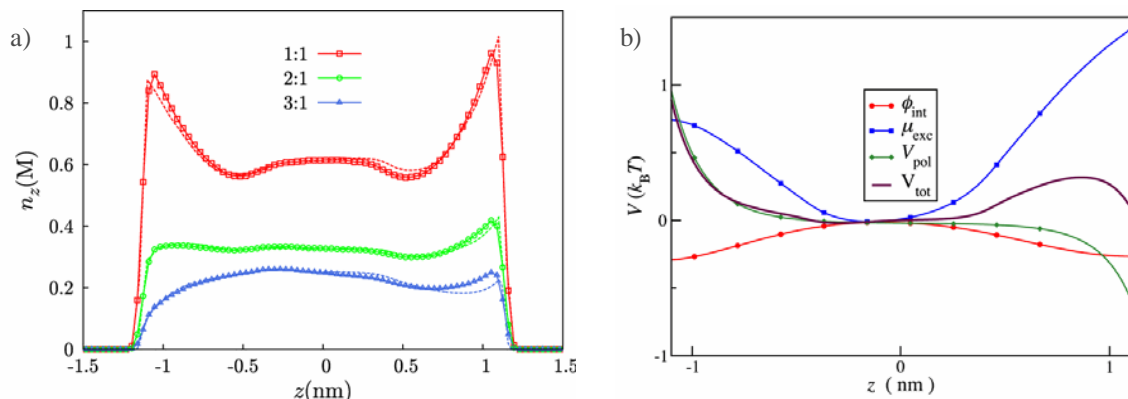 a)
1:1
2:1
3:1
n_z(M)
1
0.8
0.6
0.4
0.2
0
-1.5
-1
-0.5
0
0.5
1
1.5
z(nm)
b)
ϕ_int
μ_exc
V_pol
V_tot
V (k_B T)
1
0
-1
-1
0
1
z ( nm )